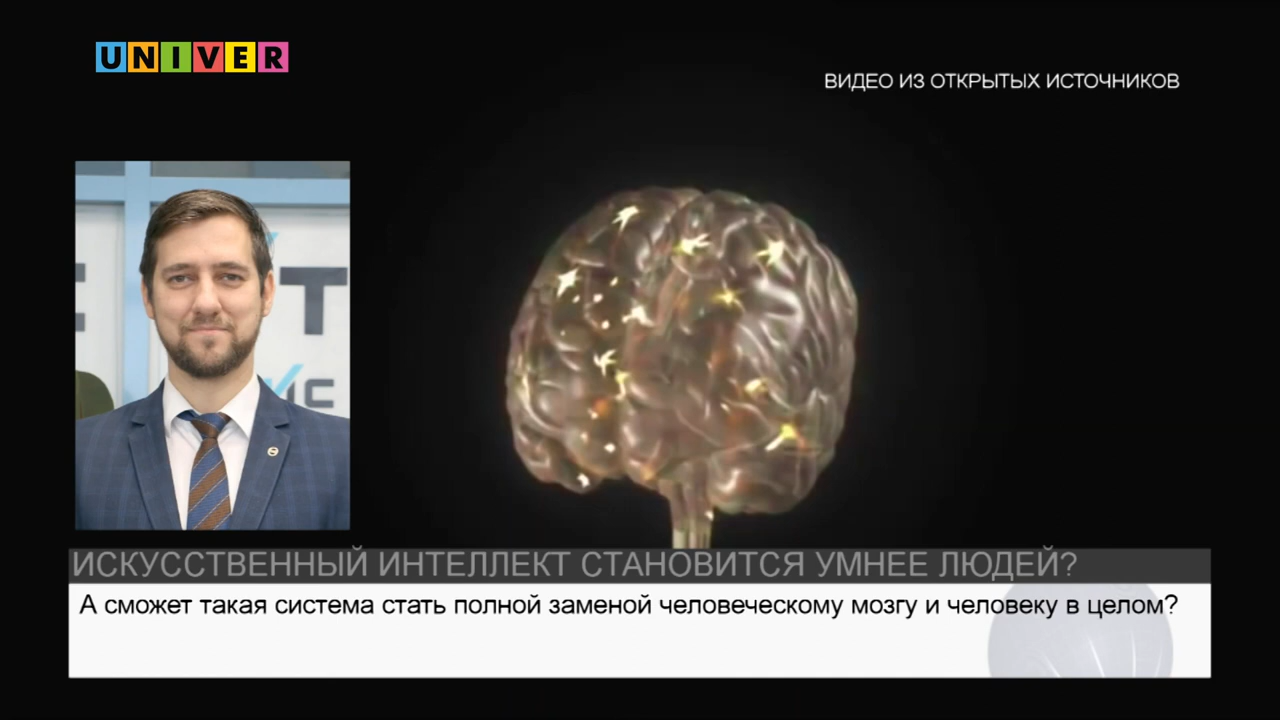 UNIVER
ВИДЕО ИЗ ОТКРЫТЫХ ИСТОЧНИКОВ
Т
ИС
ИСКУССТВЕННЫЙ ИНТЕЛЛЕКТ СТАНОВИТСЯ УМНЕЕ ЛЮДЕЙ?
А сможет такая система стать полной заменой человеческому мозгу и человеку в целом?